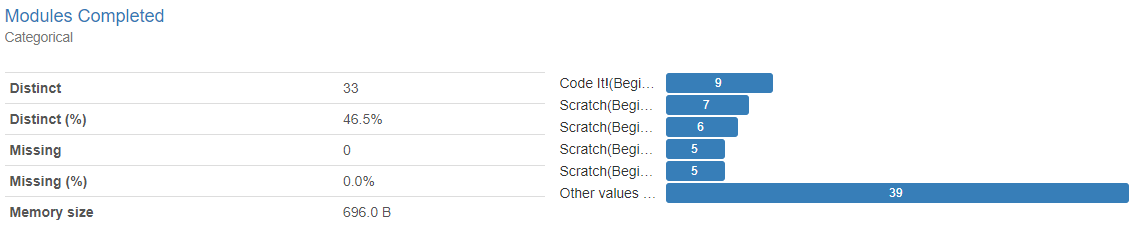 Modules Completed
Categorical
Distinct 33
Distinct (%) 46.5%
Missing 0
Missing (%) 0.0%
Memory size 696.0 B
Code It!(Begi… 9
Scratch(Begi… 7
Scratch(Begi… 6
Scratch(Begi… 5
Scratch(Begi… 5
Other values … 39